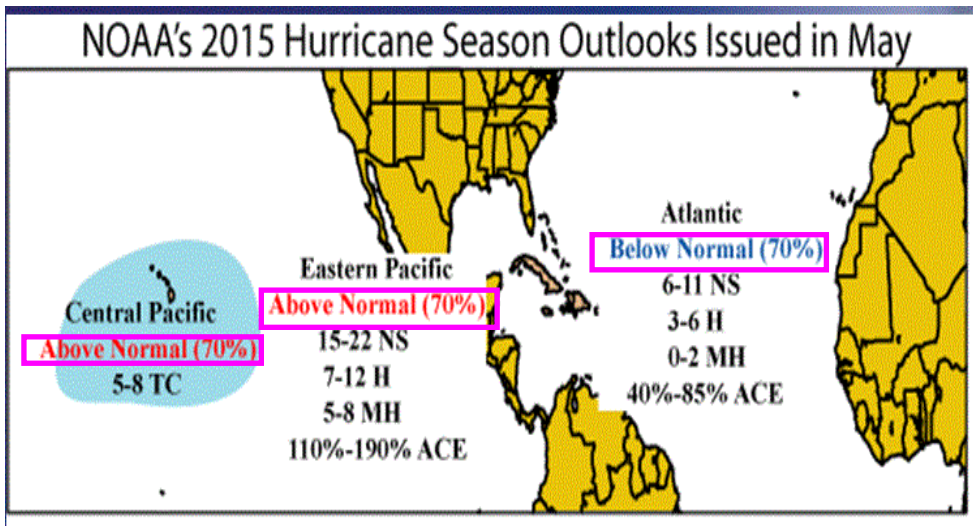 NOAA's 2015 Hurricane Season Outlooks Issued in May
Central Pacific
Above Normal (70%)
5-8 TC
Eastern Pacific
Above Normal (70%)
15-22 NS
7-12 H
5-8 MH
110%-190% ACE
Atlantic
Below Normal (70%)
6-11 NS
3-6 H
0-2 MH
40%-85% ACE